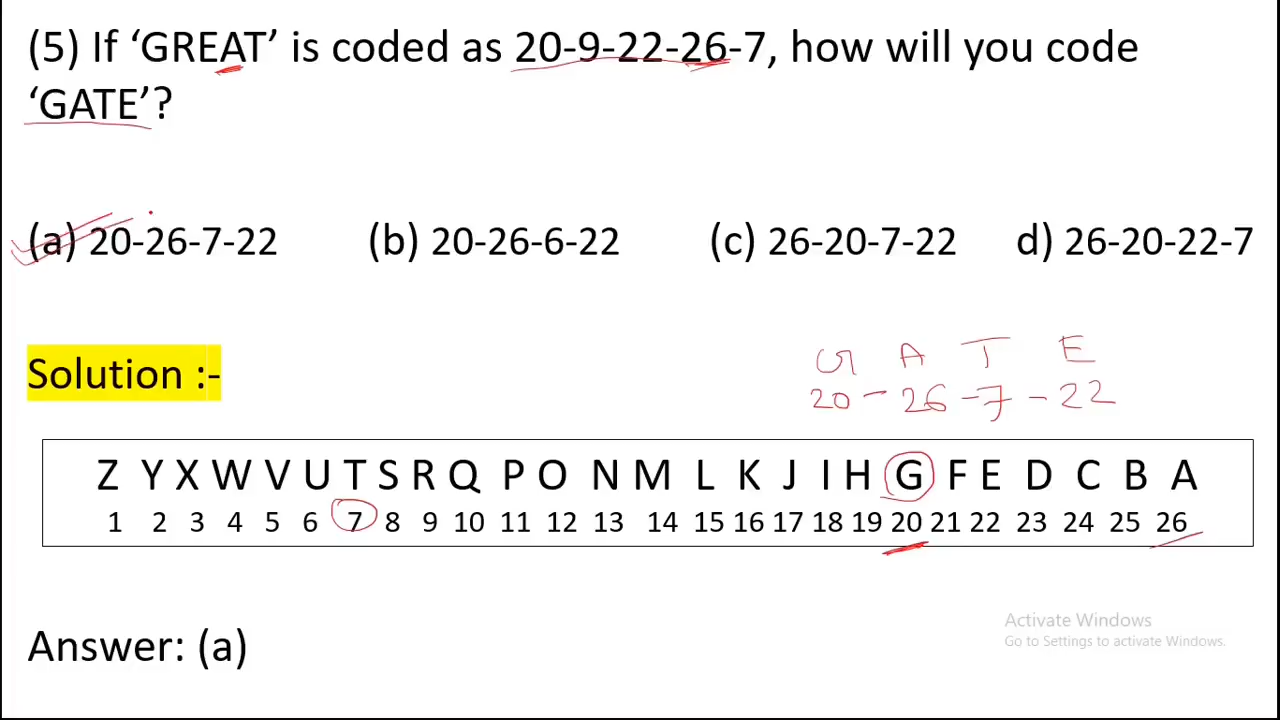 (5) If ‘GREAT’ is coded as 20-9-22-26-7, how will you code
‘GATE’?
(a) 20-26-7-22 (b) 20-26-6-22 (c) 26-20-7-22 d) 26-20-22-7
Solution :-
G A T E
20 - 26 - 7 - 22
Z Y X W V U T S R Q P O N M L K J I H G F E D C B A
1 2 3 4 5 6 7 8 9 10 11 12 13 14 15 16 17 18 19 20 21 22 23 24 25 26
Answer: (a)
Activate Windows
Go to Settings to activate Windows.